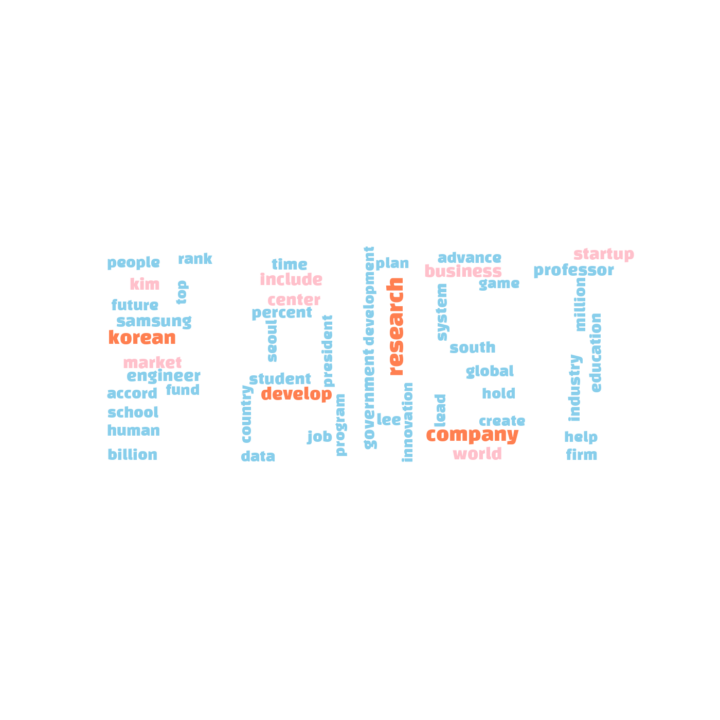 people
rank
kim
top
future
samsung
korean
market
engineer
accord
fund
school
human
billion
time
include
center
percent
seoul
president
student
develop
country
program
job
data
development
government
plan
research
lee
innovation
advance
business
game
system
south
global
hold
lead
create
company
world
startup
professor
million
education
industry
help
firm